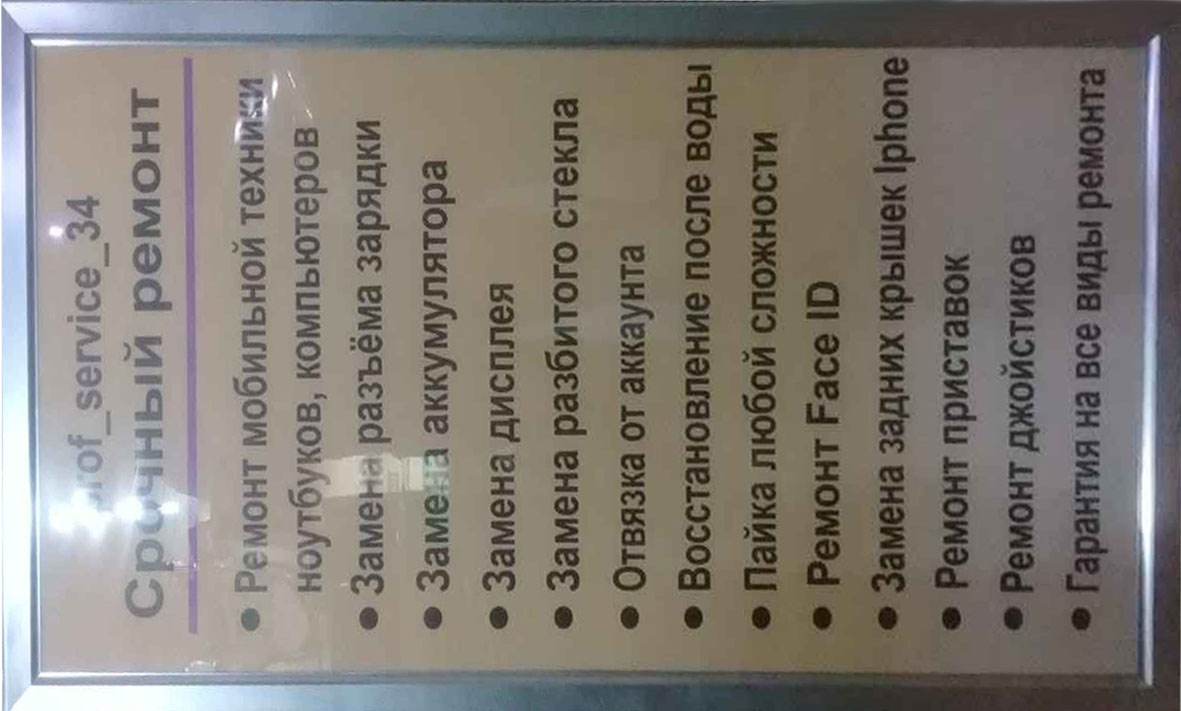 prof_service_34
Срочный ремонт
● Ремонт мобильной техники
ноутбуков, компьютеров
● Замена разъёма зарядки
● Замена аккумулятора
● Замена дисплея
● Замена разбитого стекла
● Отвязка от аккаунта
● Восстановление после воды
● Пайка любой сложности
● Ремонт Face ID
● Замена задних крышек Iphone
● Ремонт приставок
● Ремонт джойстиков
● Гарантия на все виды ремонта